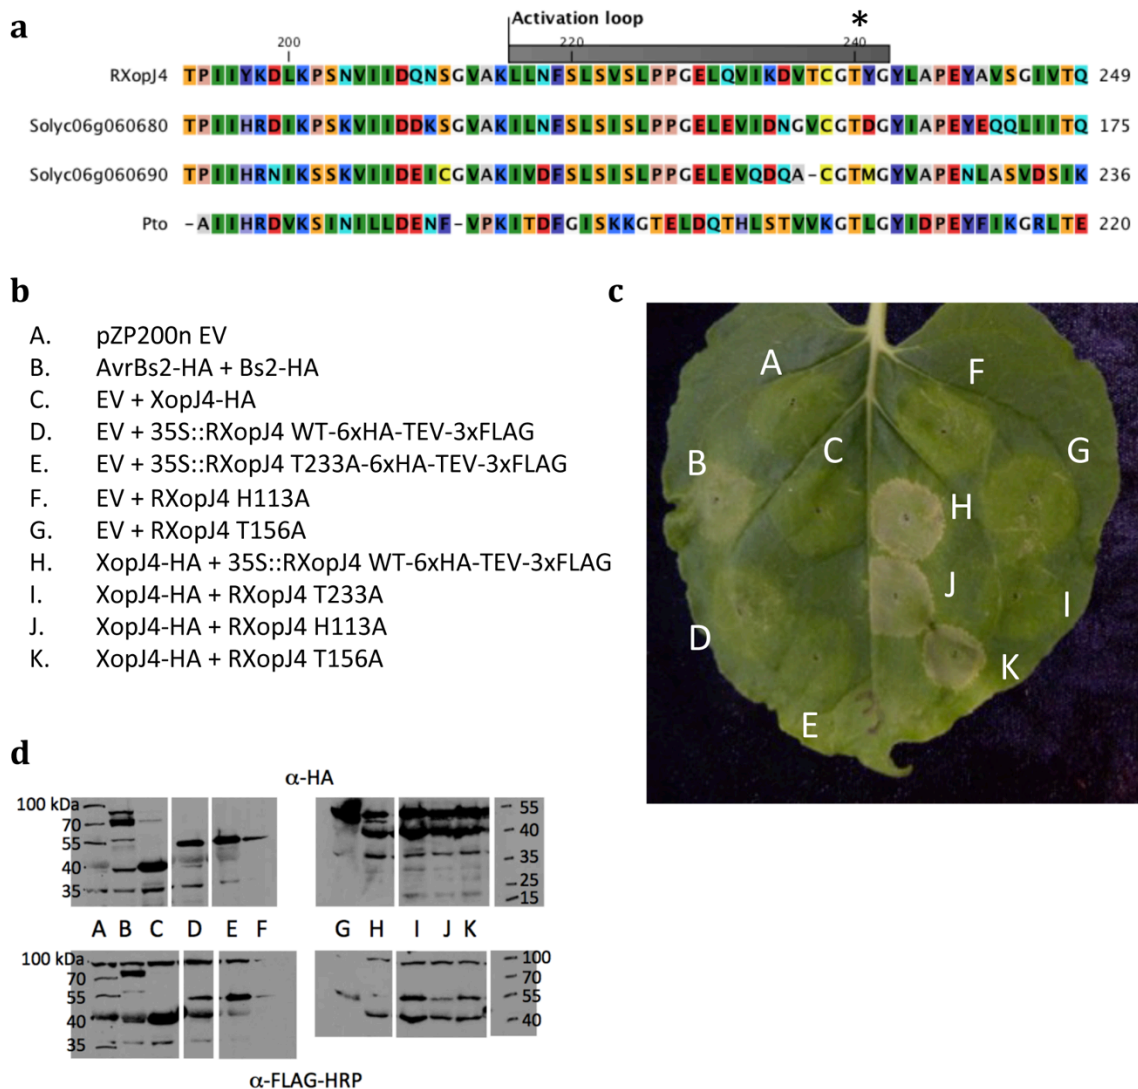 a
Activation loop
*
200
220
240
RXopJ4 TPIIYKDLKPSNVIIDQNSGVAKLLNFSLSVSLPPGELQVIKDVTCGTYGYLAPEYAVSGIVTQ 249
Solyc06g060680 TPIIHRDIKPSKVIIDDKSGVAKILNFSLSISLPPGELEVIDNGVCGTDGYIAPEYEQQLIITQ 175
Solyc06g060690 TPIIHRNIKSSKVIIDEICGVAKIVDFSLSISLPPGELEVQDQA-CGTMGYVAPENLASVDSIK 236
Pto -AIIHRDVKSINILLDENF-VPKITDFGISKKGTELDQTHLSTVVKGTLGYIDPEYFIKGRLTE 220
b
A. pZP200n EV
B. AvrBs2-HA + Bs2-HA
C. EV + XopJ4-HA
D. EV + 35S::RXopJ4 WT-6xHA-TEV-3xFLAG
E. EV + 35S::RXopJ4 T233A-6xHA-TEV-3xFLAG
F. EV + RXopJ4 H113A
G. EV + RXopJ4 T156A
H. XopJ4-HA + 35S::RXopJ4 WT-6xHA-TEV-3xFLAG
I. XopJ4-HA + RXopJ4 T233A
J. XopJ4-HA + RXopJ4 H113A
K. XopJ4-HA + RXopJ4 T156A
c
A
F
B
C
G
H
J
I
D
K
E
d
α-HA
100 kDa
70
55
40
35
55
40
35
25
15
A B C D E F G H I J K
100 kDa
70
55
40
35
100
70
55
40
α-FLAG-HRP